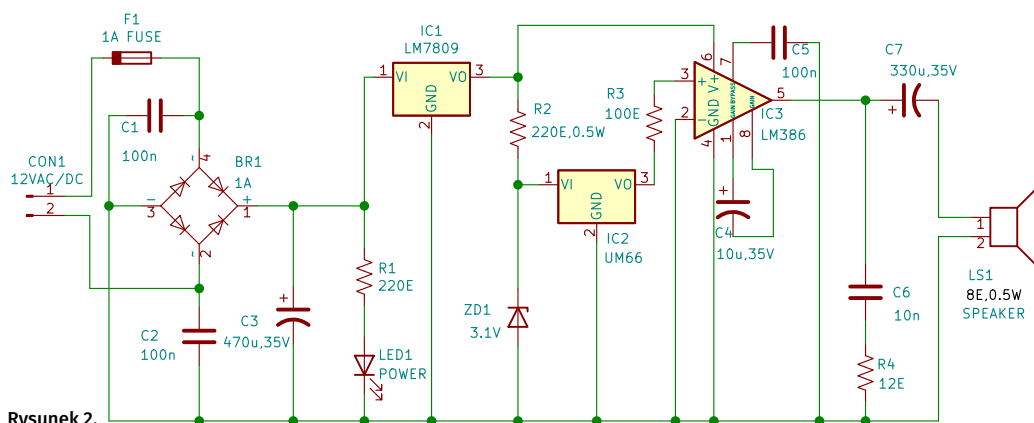 F1
1A FUSE
C1
100n
CON1
12VAC/DC
1
2
BR1
1A
~
4
−
3
+
1
2
~
C2
100n
C3
470u,35V
+
R1
220E
LED1
POWER
IC1
LM7809
1
VI
VO
3
GND
2
R2
220E,0.5W
ZD1
3.1V
1
VI
VO
3
GND
2
IC2
UM66
R3
100E
3
+
2
−
6
V+
7
BYPASS
GAIN
GAIN
GND
4
1
8
5
IC3
LM386
C5
100n
+
C4
10u,35V
C7
330u,35V
+
C6
10n
R4
12E
1
2
LS1
8E,0.5W
SPEAKER
Rysunek 2.